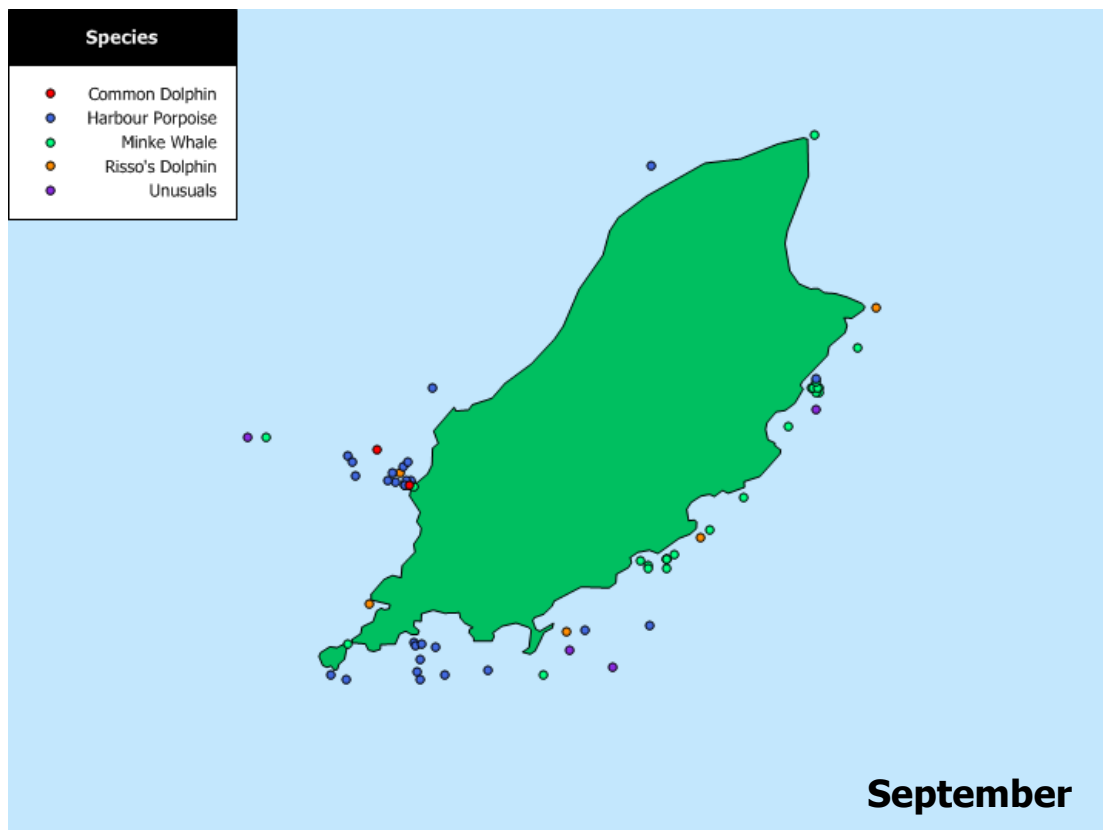 Species
Common Dolphin
Harbour Porpoise
Minke Whale
Risso's Dolphin
Unusuals
September